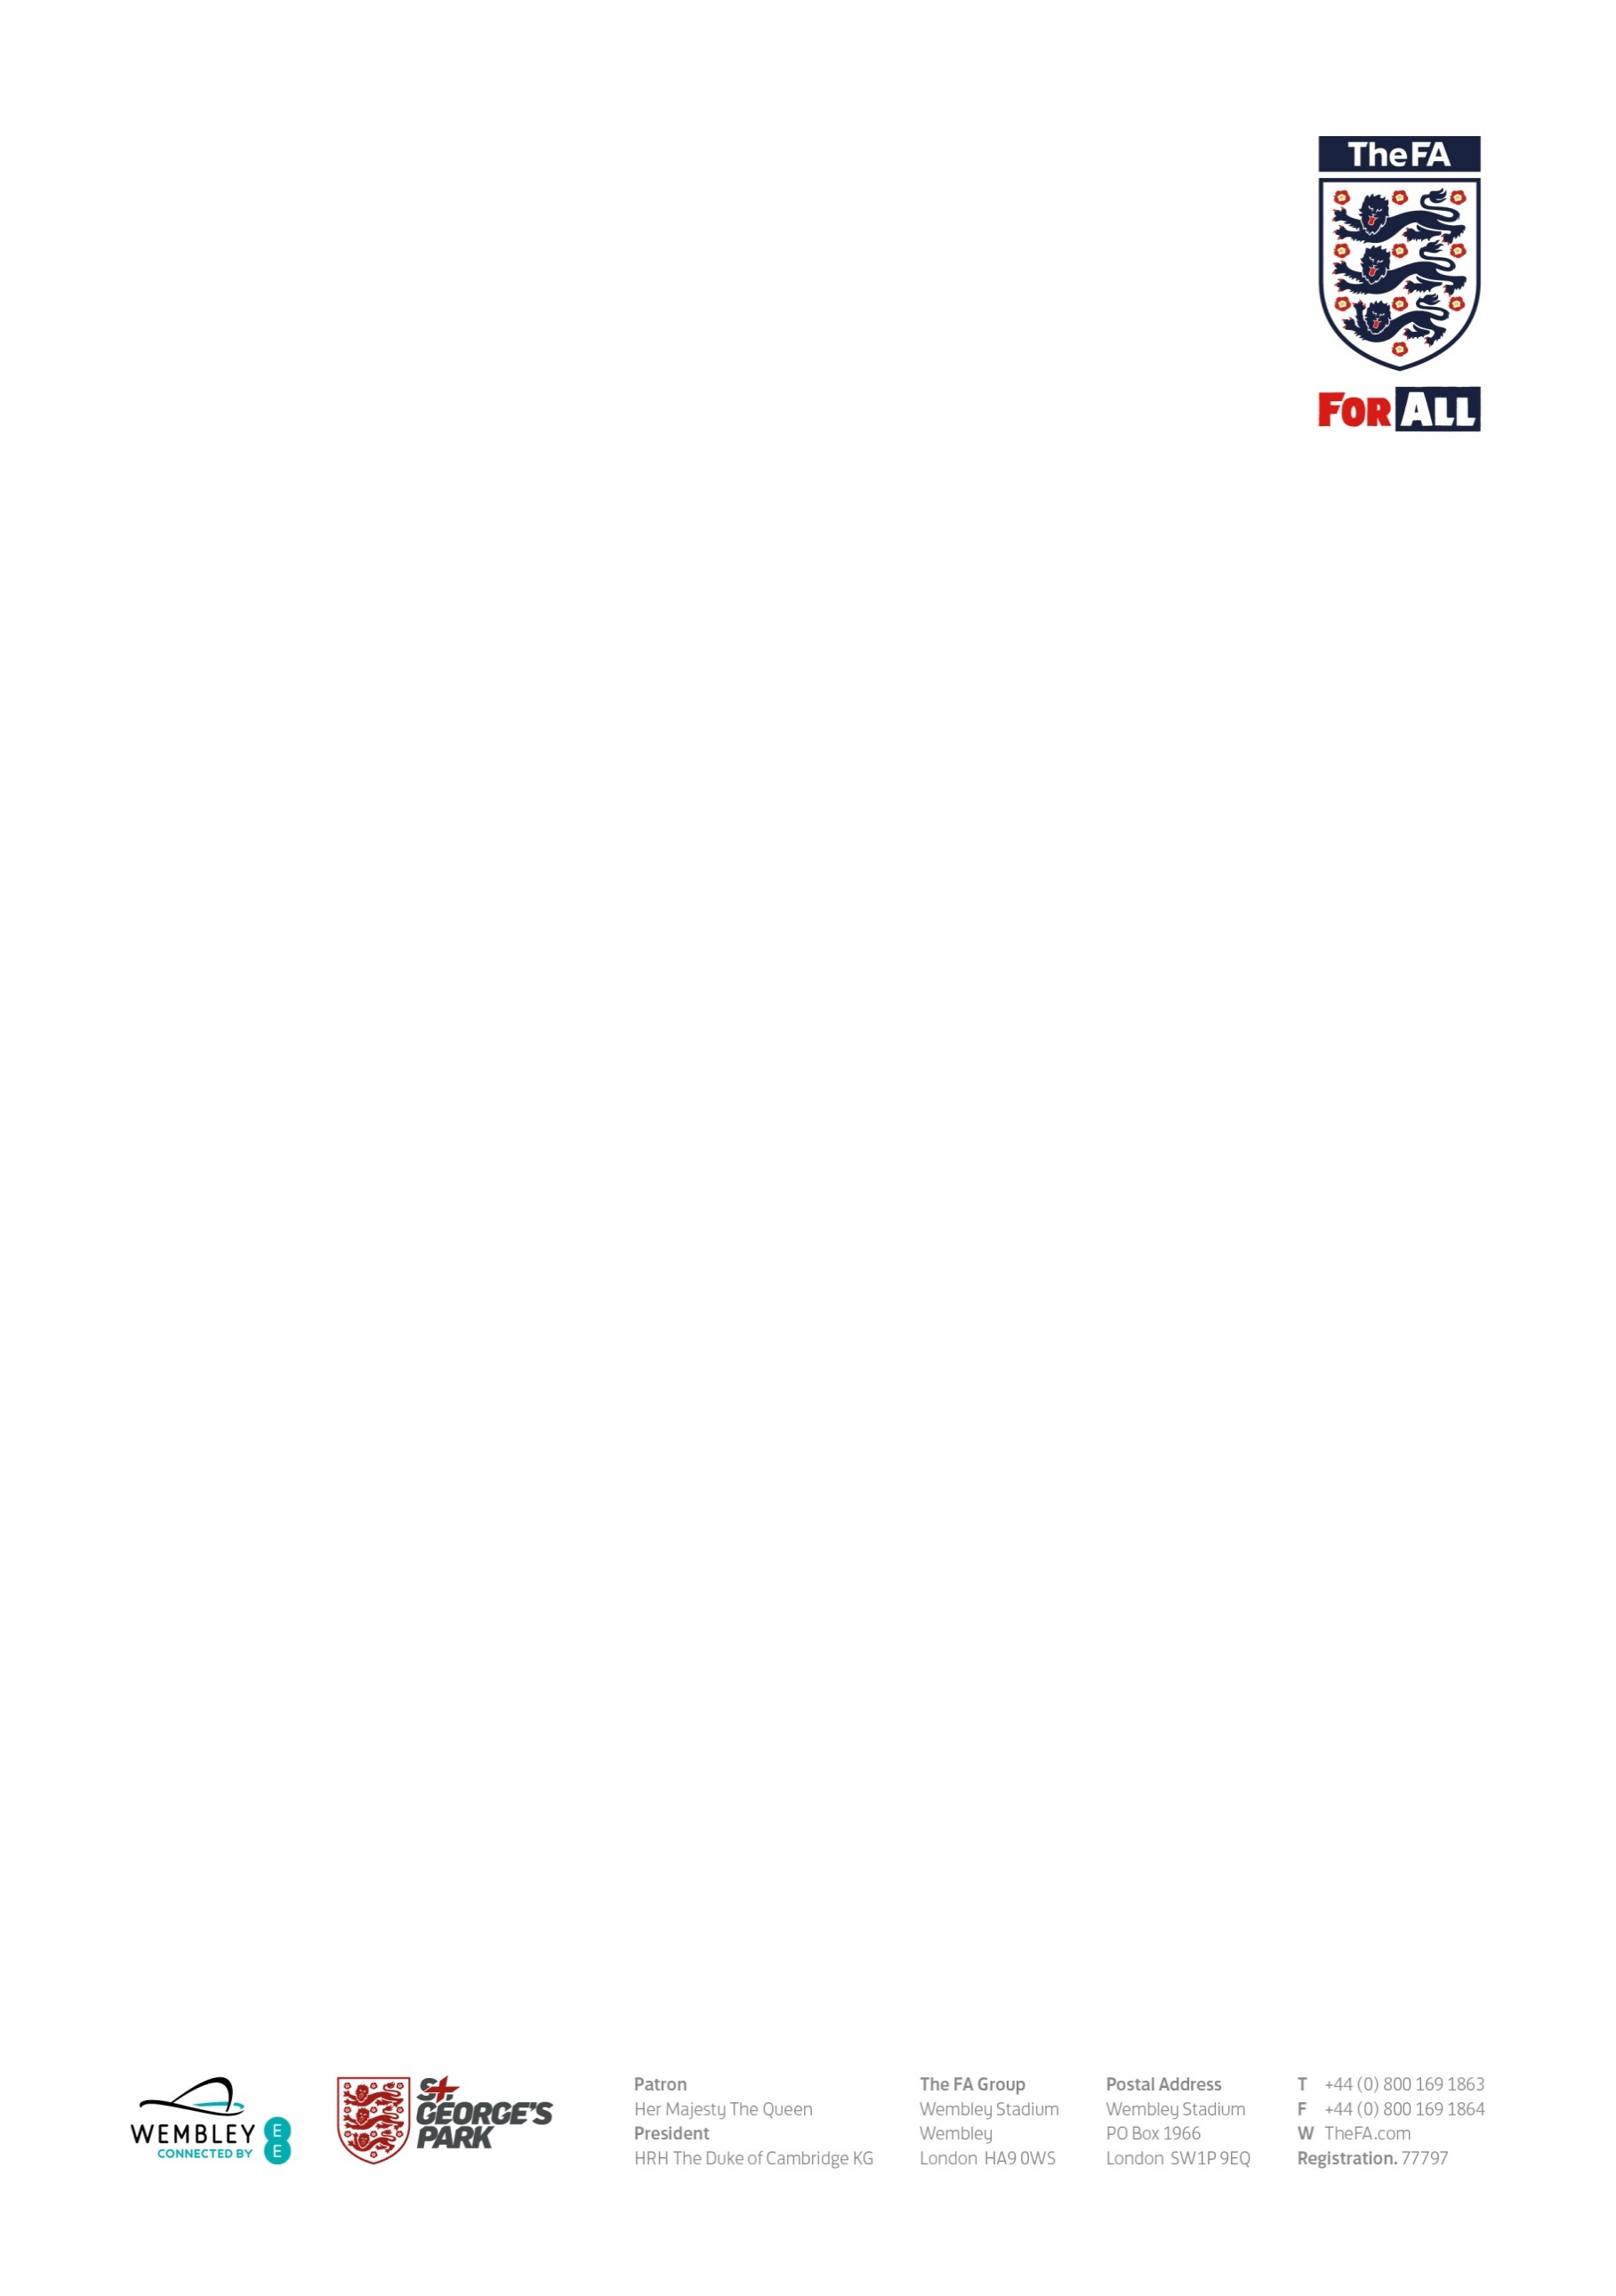 The FA
FOR ALL
WEMBLEY
CONNECTED BY
EE
ST. GEORGE'S PARK
Patron
Her Majesty The Queen
President
HRH The Duke of Cambridge KG
The FA Group
Wembley Stadium
Wembley
London HA9 0WS
Postal Address
Wembley Stadium
PO Box 1966
London SW1P 9EQ
T +44 (0) 800 169 1863
F +44 (0) 800 169 1864
W TheFA.com
Registration. 77797